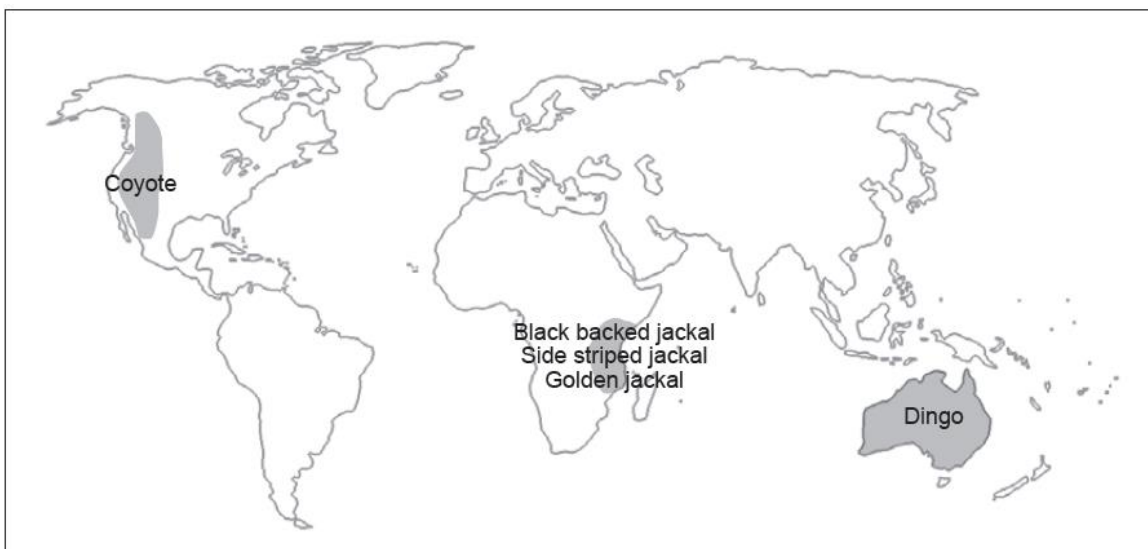 Coyote
Black backed jackal
Side striped jackal
Golden jackal
Dingo